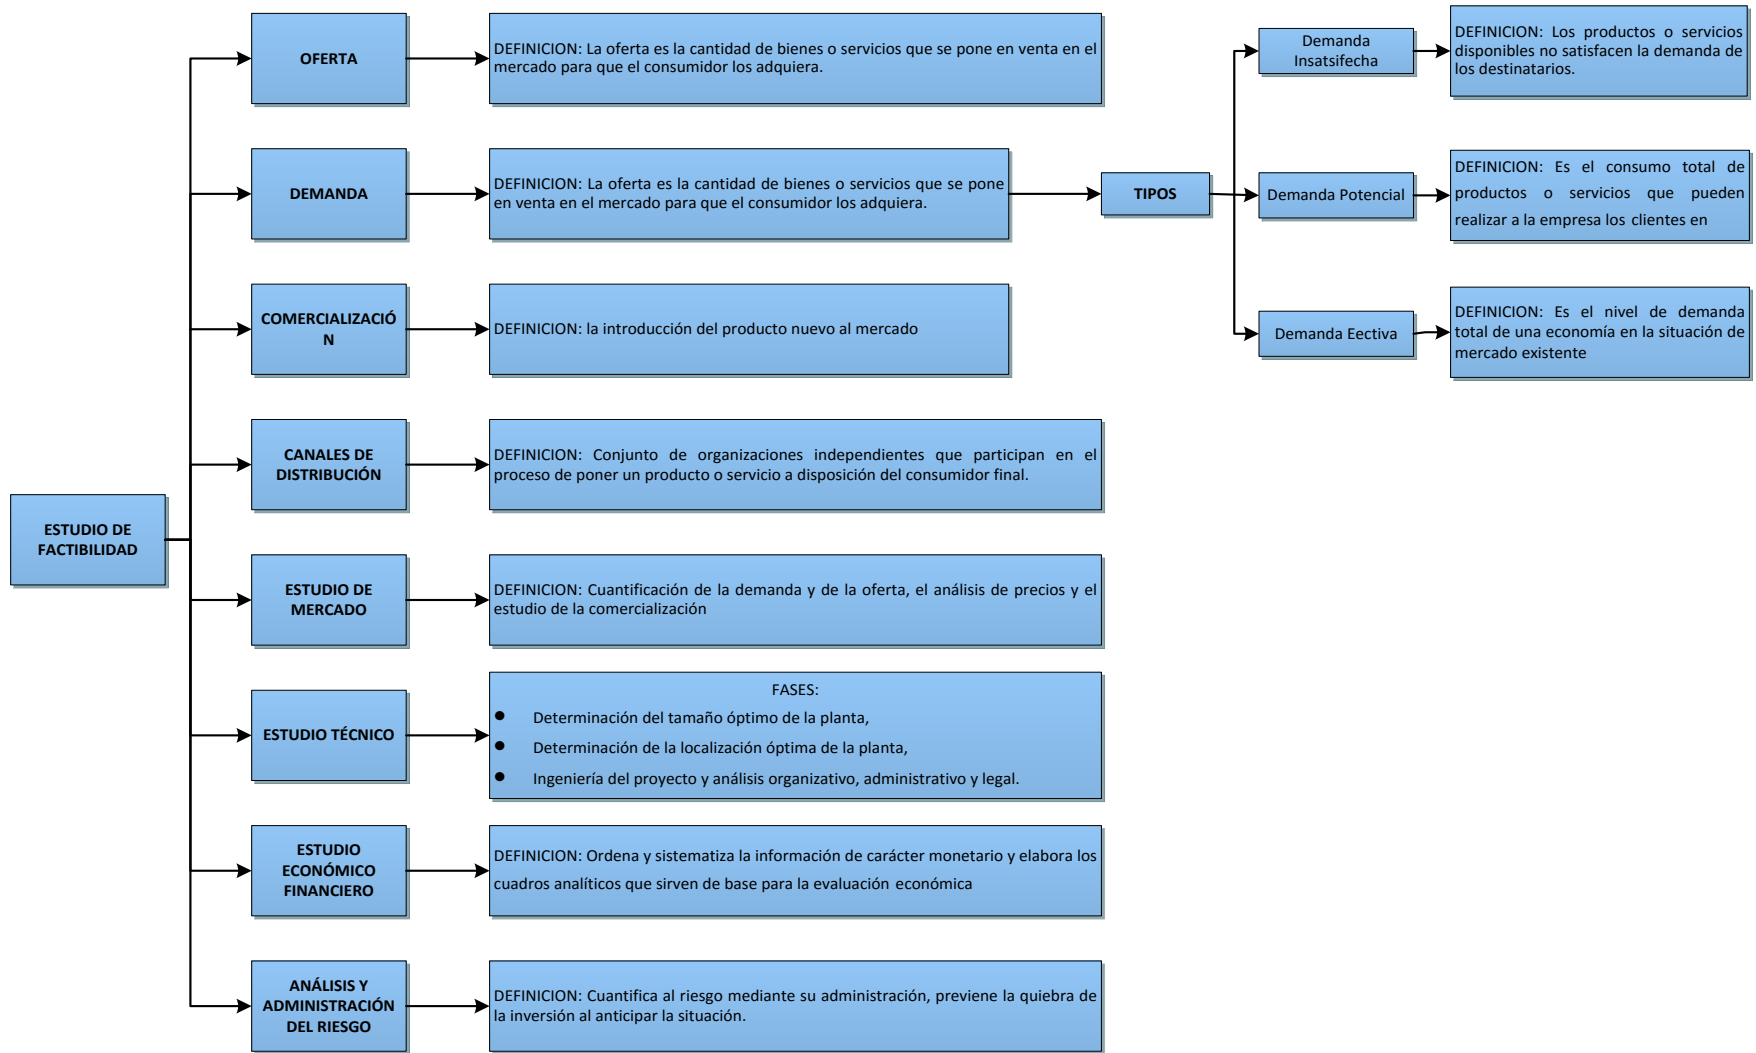 OFERTA
DEFINICION: La oferta es la cantidad de bienes o servicios que se pone en venta en el
mercado para que el consumidor los adquiera.
DEMANDA
DEFINICION: La oferta es la cantidad de bienes o servicios que se pone
en venta en el mercado para que el consumidor los adquiera.
TIPOS
Demanda
Insatsifecha
DEFINICION: Los productos o servicios
disponibles no satisfacen la demanda de
los destinatarios.
Demanda Potencial
DEFINICION: Es el consumo total de
productos o servicios que pueden
realizar a la empresa los clientes en
Demanda Eectiva
DEFINICION: Es el nivel de demanda
total de una economía en la situación de
mercado existente
COMERCIALIZACIÓ
N
DEFINICION: la introducción del producto nuevo al mercado
CANALES DE
DISTRIBUCIÓN
DEFINICION: Conjunto de organizaciones independientes que participan en el
proceso de poner un producto o servicio a disposición del consumidor final.
ESTUDIO DE
FACTIBILIDAD
ESTUDIO DE
MERCADO
DEFINICION: Cuantificación de la demanda y de la oferta, el análisis de precios y el
estudio de la comercialización
ESTUDIO TÉCNICO
FASES:
● Determinación del tamaño óptimo de la planta,
● Determinación de la localización óptima de la planta,
● Ingeniería del proyecto y análisis organizativo, administrativo y legal.
ESTUDIO
ECONÓMICO
FINANCIERO
DEFINICION: Ordena y sistematiza la información de carácter monetario y elabora los
cuadros analíticos que sirven de base para la evaluación económica
ANÁLISIS Y
ADMINISTRACIÓN
DEL RIESGO
DEFINICION: Cuantifica al riesgo mediante su administración, previene la quiebra de
la inversión al anticipar la situación.